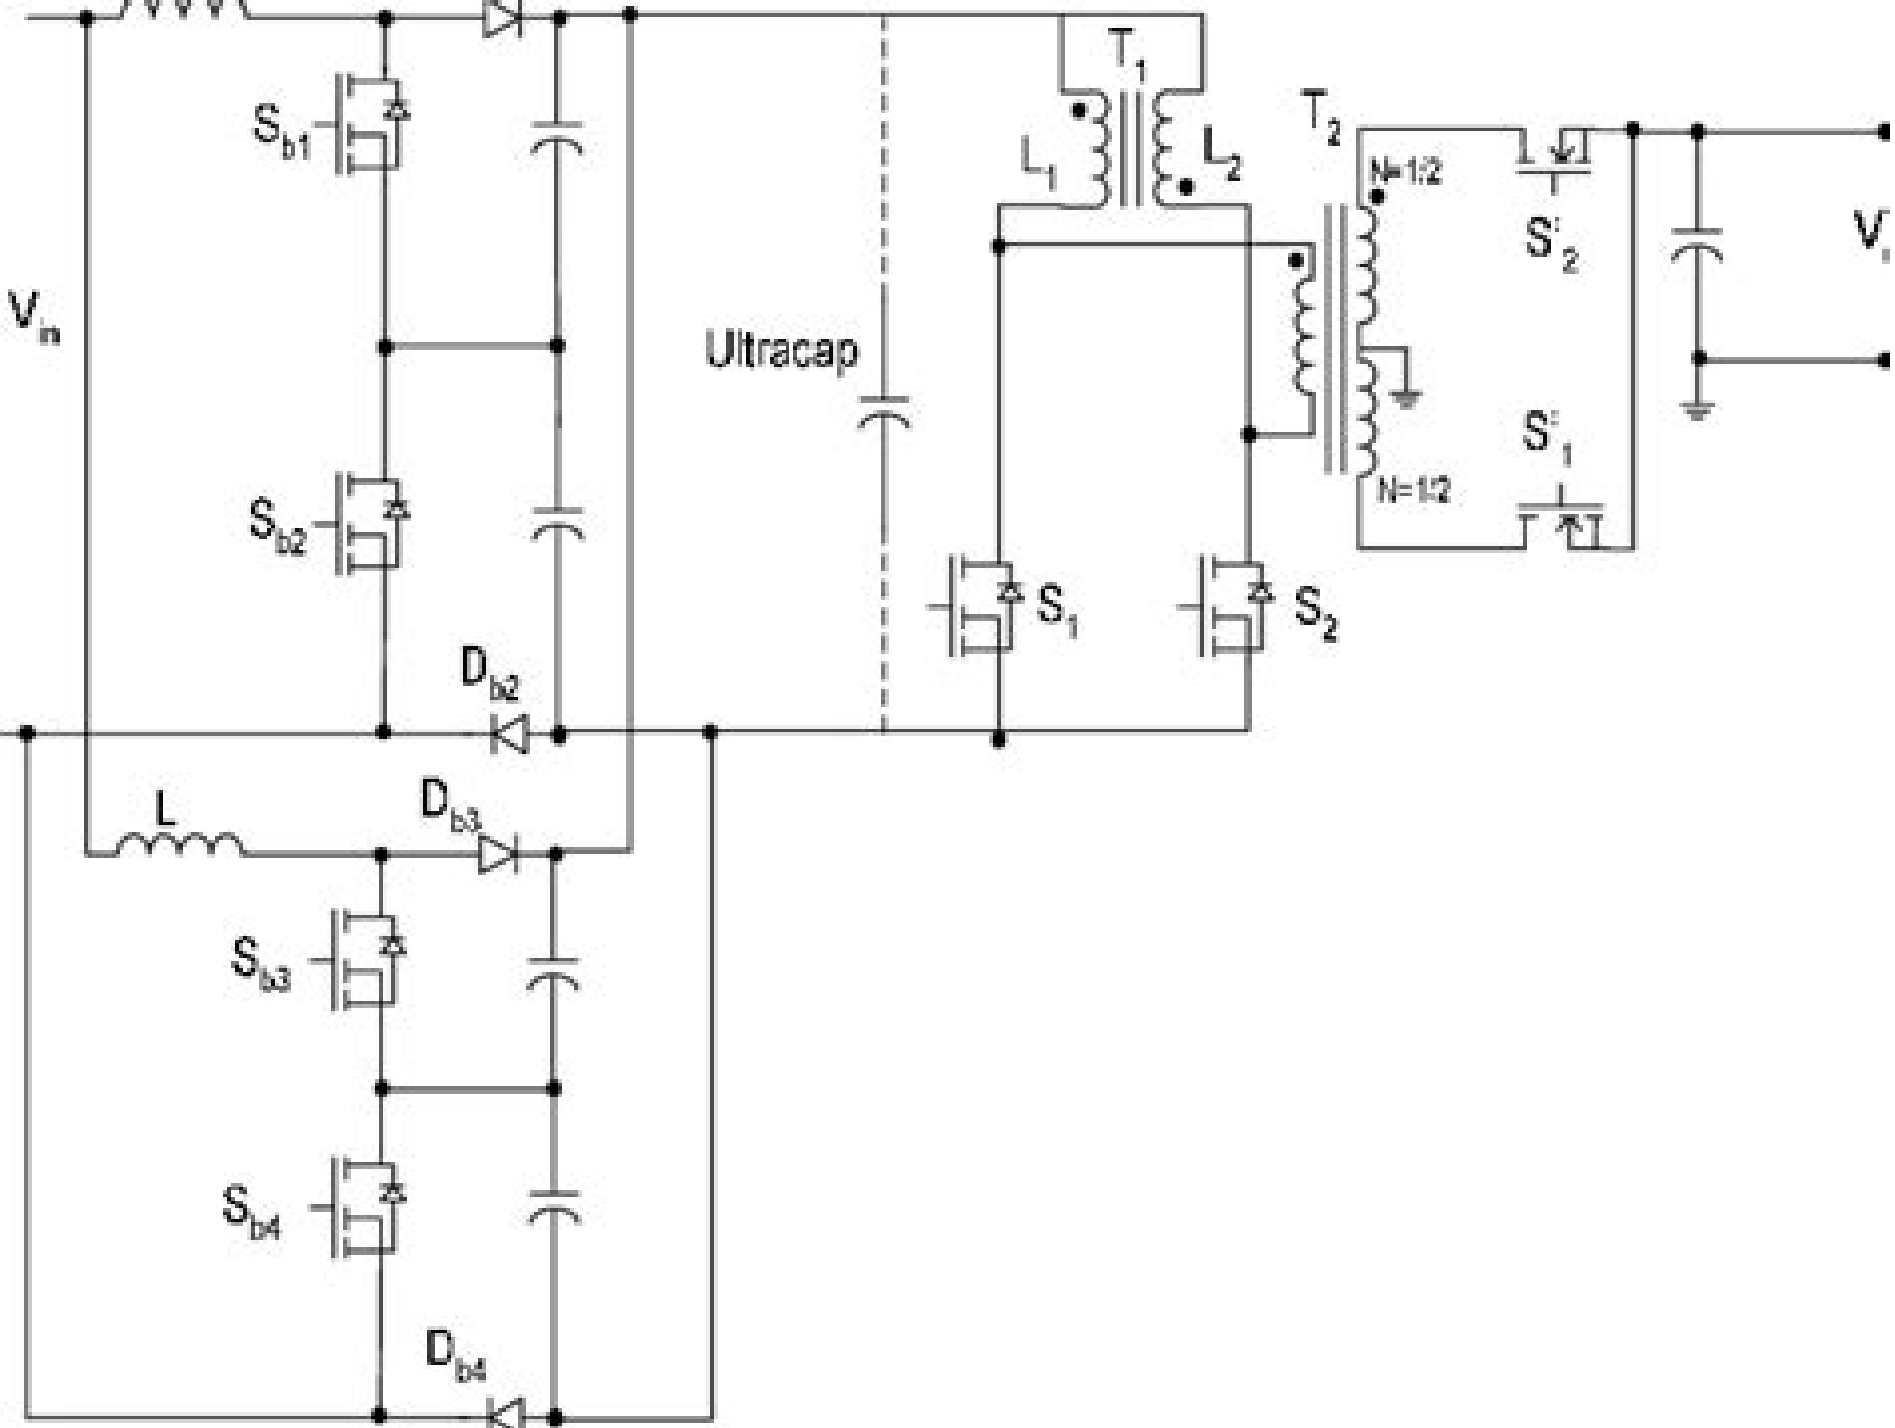 T1
T2
Sb1
L1
L2
N=1:2
S'2
Vin
Ultracap
S'1
N=1:2
Sb2
S1
S2
Db2
L
Db3
Sb3
Sb4
Db4